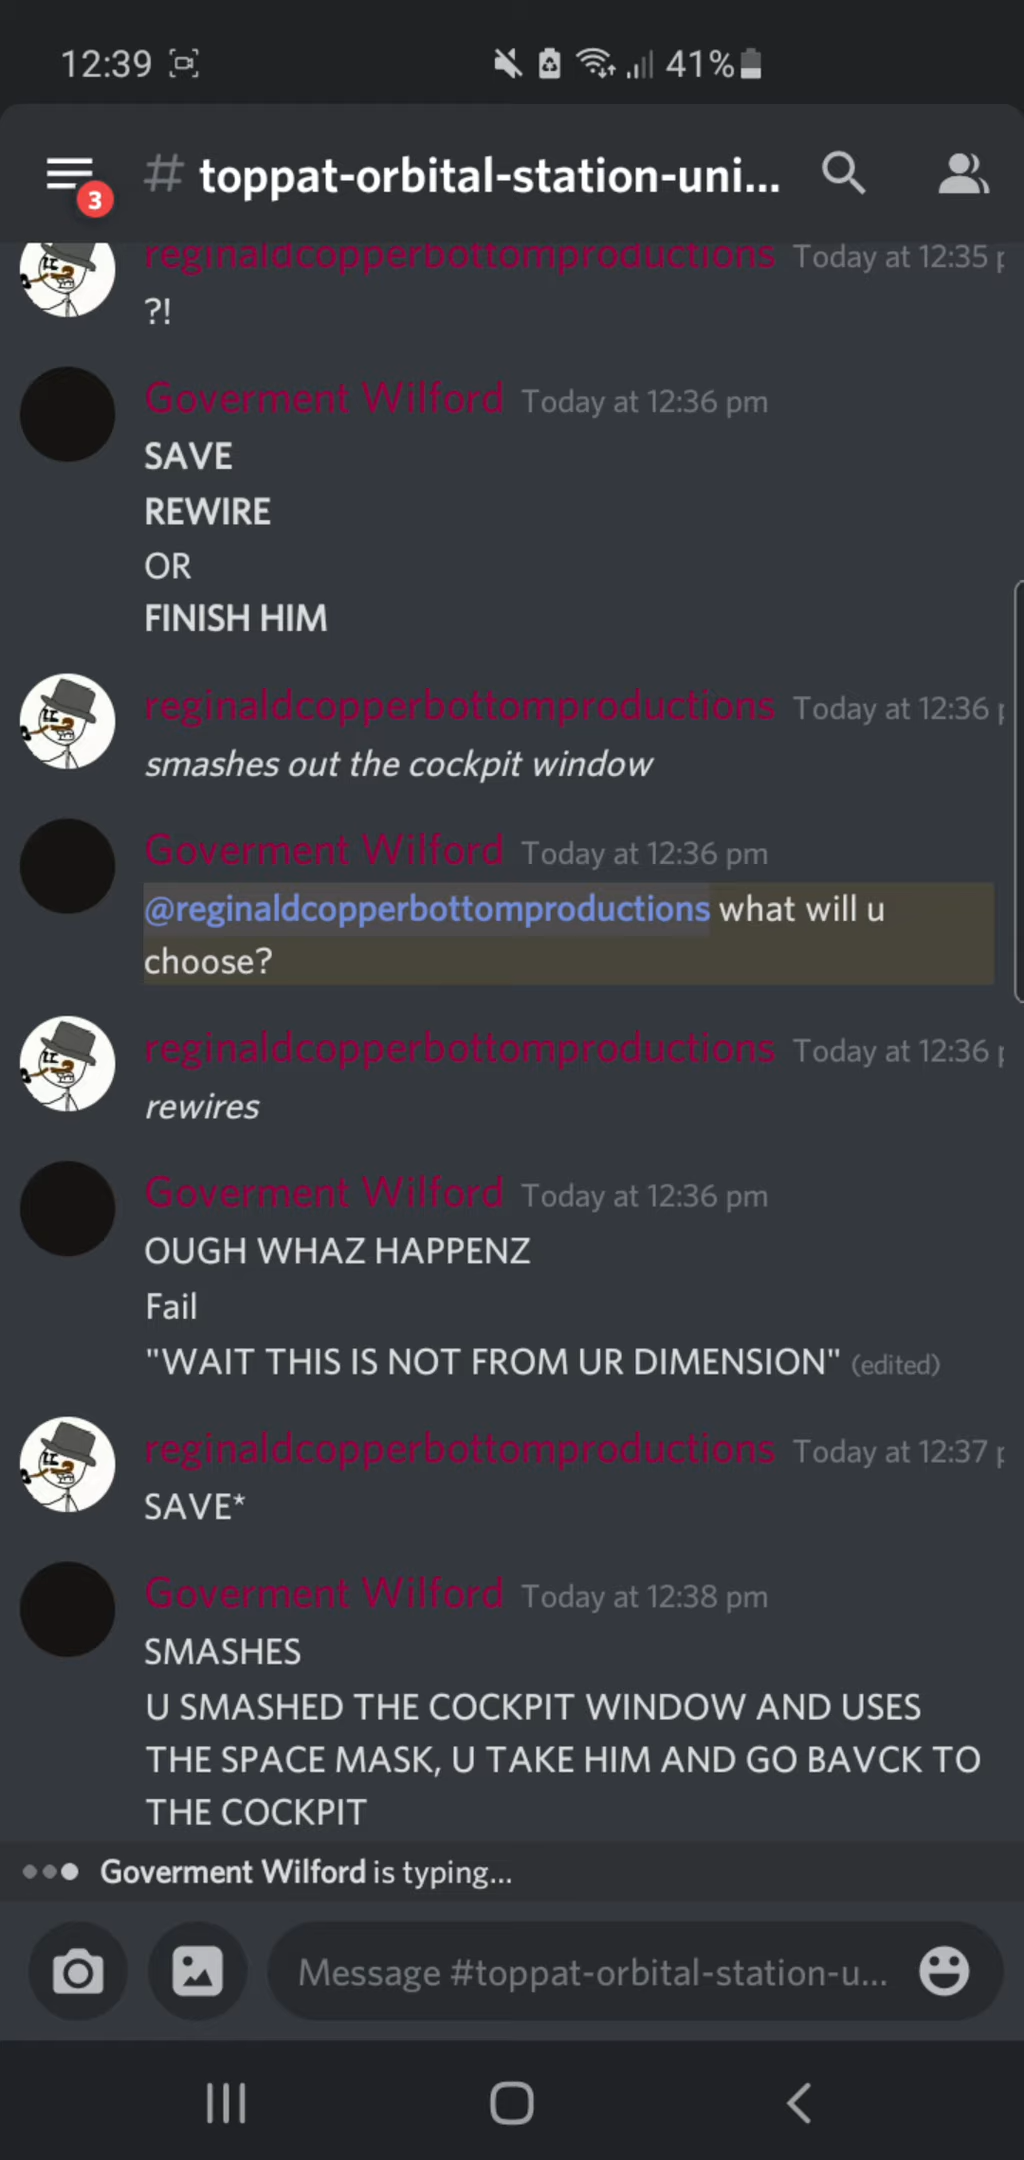 12:39 41%
3 # toppat-orbital-station-uni...
reginaldcopperbottomproductions Today at 12:35 p
?!
Goverment Wilford Today at 12:36 pm
SAVE
REWIRE
OR
FINISH HIM
reginaldcopperbottomproductions Today at 12:36 p
smashes out the cockpit window
Goverment Wilford Today at 12:36 pm
@reginaldcopperbottomproductions what will u
choose?
reginaldcopperbottomproductions Today at 12:36 p
rewires
Goverment Wilford Today at 12:36 pm
OUGH WHAZ HAPPENZ
Fail
"WAIT THIS IS NOT FROM UR DIMENSION" (edited)
reginaldcopperbottomproductions Today at 12:37 p
SAVE*
Goverment Wilford Today at 12:38 pm
SMASHES
U SMASHED THE COCKPIT WINDOW AND USES
THE SPACE MASK, U TAKE HIM AND GO BAVCK TO
THE COCKPIT
Goverment Wilford is typing...
Message #toppat-orbital-station-u...